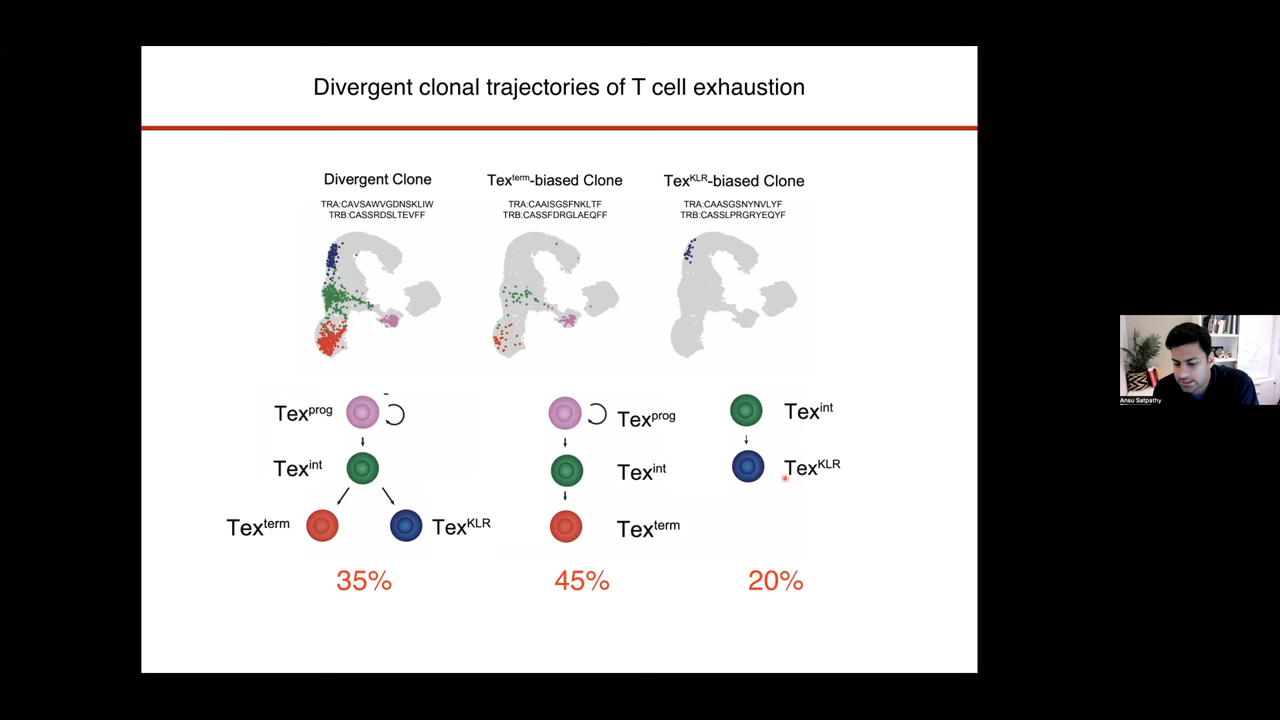 Divergent clonal trajectories of T cell exhaustion
Divergent Clone
TRA:CAVSAWVGDNSKLIW
TRB:CASSRDSLTEVFF
Tex^term-biased Clone
TRA:CAAISGSFNKLTF
TRB:CASSFDRGLAEQFF
Tex^KLR-biased Clone
TRA:CAASGSNYNVLYF
TRB:CASSLPRGRYEQYF
Tex^prog
Tex^int
Tex^term
Tex^KLR
35%
Tex^prog
Tex^int
Tex^term
45%
Tex^int
Tex^KLR
20%
Ansu Satpathy